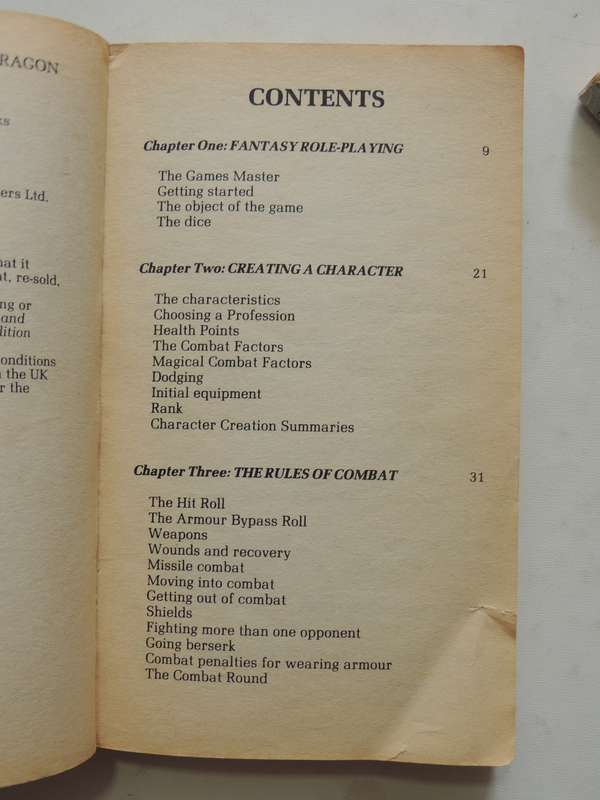 RAGON
ers Ltd.
hat it
re-sold,
ng or
and
dition
conditions
the UK
r the
CONTENTS
Chapter One: FANTASY ROLE-PLAYING 9
The Games Master
Getting started
The object of the game
The dice
Chapter Two: CREATING A CHARACTER 21
The characteristics
Choosing a Profession
Health Points
The Combat Factors
Magical Combat Factors
Dodging
Initial equipment
Rank
Character Creation Summaries
Chapter Three: THE RULES OF COMBAT 31
The Hit Roll
The Armour Bypass Roll
Weapons
Wounds and recovery
Missile combat
Moving into combat
Getting out of combat
Shields
Fighting more than one opponent
Going berserk
Combat penalties for wearing armour
The Combat Round